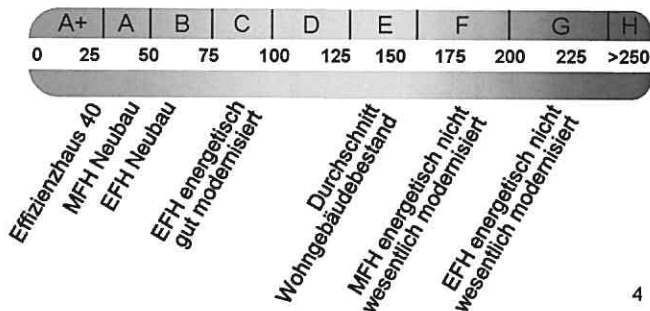 A+ A B C D E F G H
0 25 50 75 100 125 150 175 200 225 >250
Effizienzhaus 40
MFH Neubau
EFH Neubau
EFH energetisch
gut modernisiert
Durchschnitt
Wohngebäudebestand
MFH energetisch nicht
wesentlich modernisiert
EFH energetisch nicht
wesentlich modernisiert
4